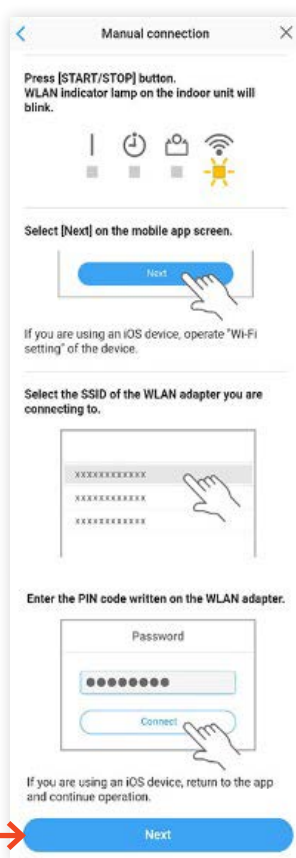 Manual connection
Press [START/STOP] button.
WLAN indicator lamp on the indoor unit will
blink.
Select [Next] on the mobile app screen.
Next
If you are using an iOS device, operate "Wi-Fi
setting" of the device.
Select the SSID of the WLAN adapter you are
connecting to.
xxxxxxxxxxxx
xxxxxxxxxxxx
xxxxxxxxxxxx
Enter the PIN code written on the WLAN adapter.
Password
Connect
If you are using an iOS device, return to the app
and continue operation.
Next